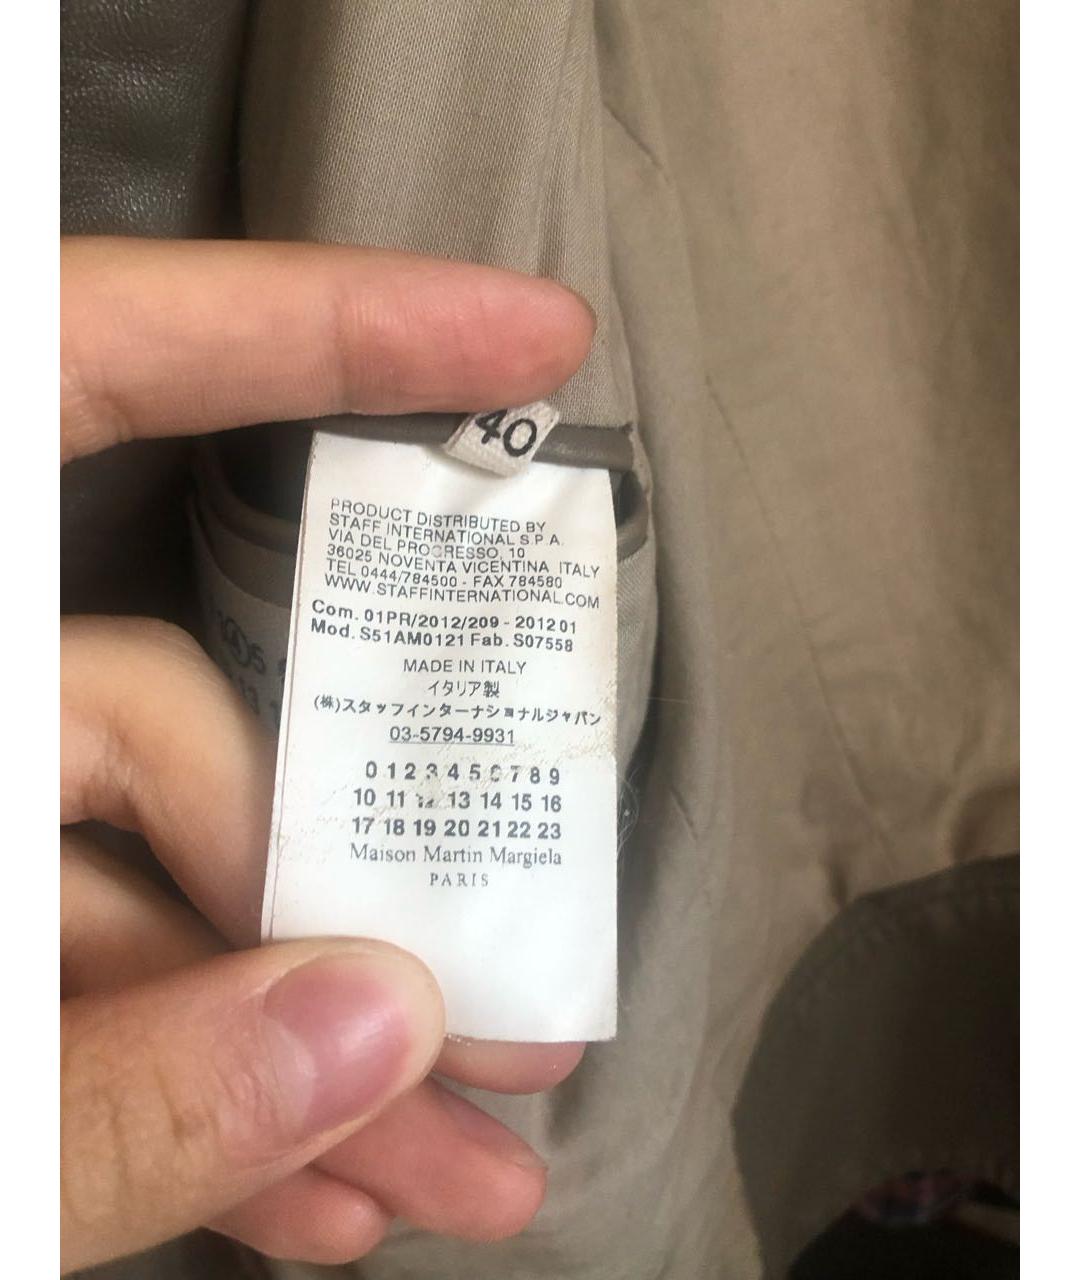 40
PRODUCT DISTRIBUTED BY
STAFF INTERNATIONAL S.P.A.
VIA DEL PROGRESSO, 10
36025 NOVENTA VICENTINA ITALY
TEL 0444/784500 - FAX 784580
WWW.STAFFINTERNATIONAL.COM
Com. 01PR/2012/209 - 201201
Mod. S51AM0121 Fab. S07558
MADE IN ITALY
イタリア製
(株)スタッフインターナショナルジャパン
03-5794-9931
0 1 2 3 4 5 6 7 8 9
10 11 12 13 14 15 16
17 18 19 20 21 22 23
Maison Martin Margiela
PARIS